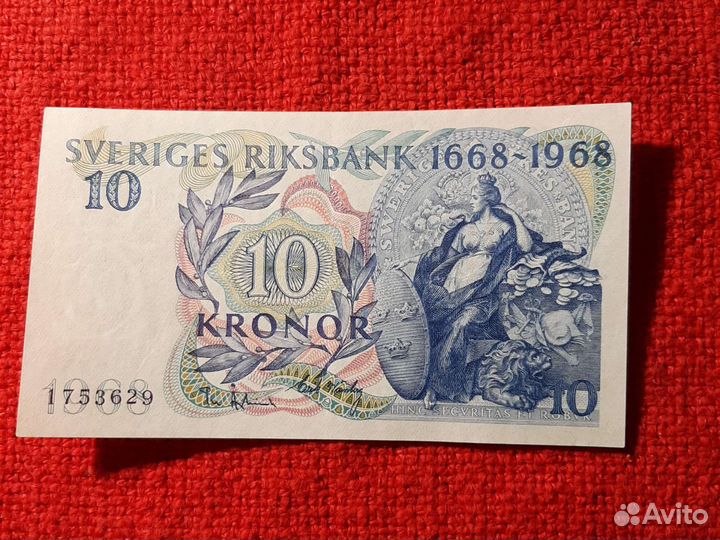 SVERIGES RIKSBANK 1668-1968
10
10
KRONOR
1968
1753629
10
HINC SECVRITAS ET ROBVR
Avito